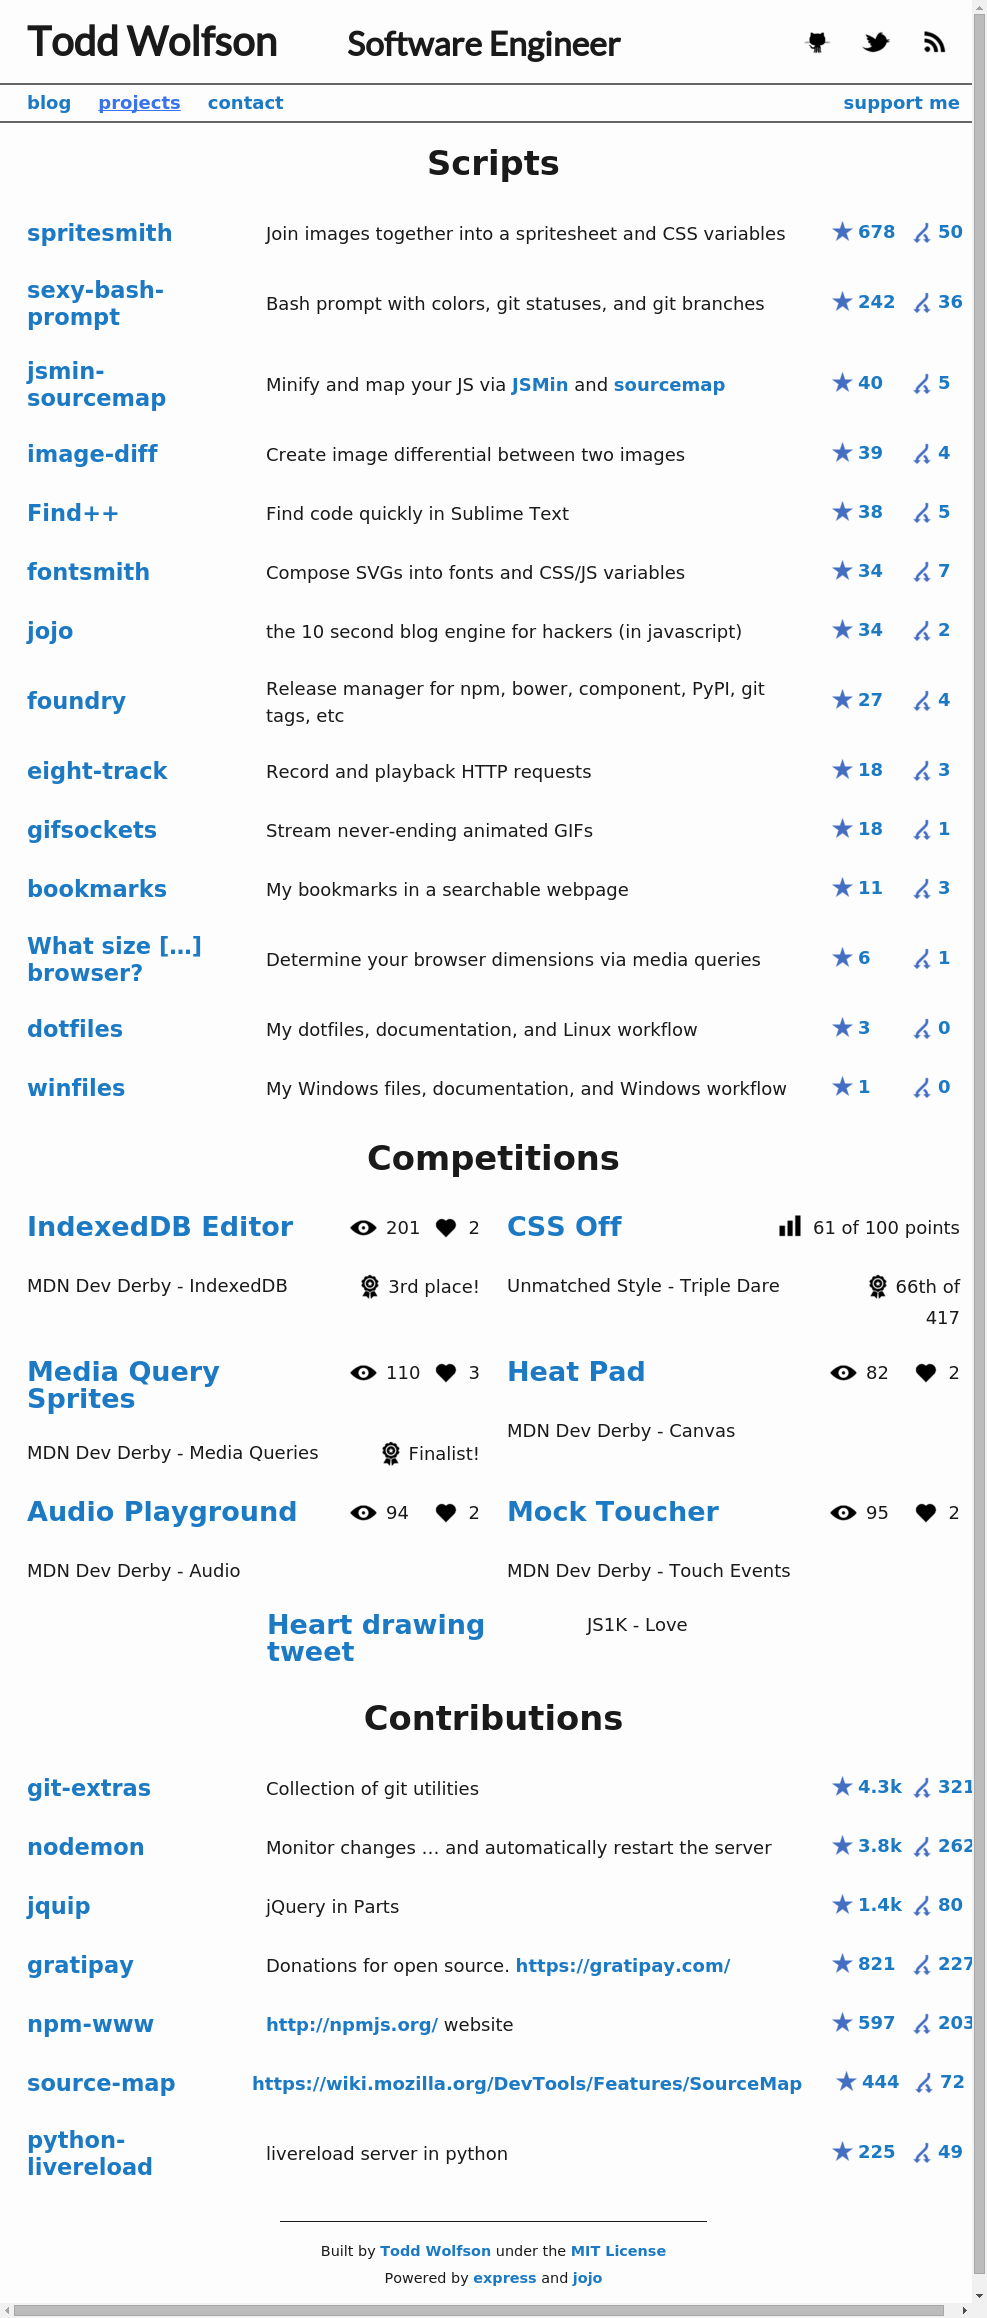 Todd Wolfson Software Engineer
blog projects contact support me
Scripts
spritesmith Join images together into a spritesheet and CSS variables 678 50
sexy-bash-
prompt Bash prompt with colors, git statuses, and git branches 242 36
jsmin-
sourcemap Minify and map your JS via JSMin and sourcemap 40 5
image-diff Create image differential between two images 39 4
Find++ Find code quickly in Sublime Text 38 5
fontsmith Compose SVGs into fonts and CSS/JS variables 34 7
jojo the 10 second blog engine for hackers (in javascript) 34 2
foundry Release manager for npm, bower, component, PyPI, git
tags, etc 27 4
eight-track Record and playback HTTP requests 18 3
gifsockets Stream never-ending animated GIFs 18 1
bookmarks My bookmarks in a searchable webpage 11 3
What size [...]
browser? Determine your browser dimensions via media queries 6 1
dotfiles My dotfiles, documentation, and Linux workflow 3 0
winfiles My Windows files, documentation, and Windows workflow 1 0
Competitions
IndexedDB Editor 201 2
MDN Dev Derby - IndexedDB 3rd place!
CSS Off 61 of 100 points
Unmatched Style - Triple Dare 66th of
417
Media Query
Sprites 110 3
MDN Dev Derby - Media Queries Finalist!
Heat Pad 82 2
MDN Dev Derby - Canvas
Audio Playground 94 2
MDN Dev Derby - Audio
Mock Toucher 95 2
MDN Dev Derby - Touch Events
Heart drawing
tweet JS1K - Love
Contributions
git-extras Collection of git utilities 4.3k 321
nodemon Monitor changes ... and automatically restart the server 3.8k 262
jquip jQuery in Parts 1.4k 80
gratipay Donations for open source. https://gratipay.com/ 821 227
npm-www http://npmjs.org/ website 597 203
source-map https://wiki.mozilla.org/DevTools/Features/SourceMap 444 72
python-
livereload livereload server in python 225 49
Built by Todd Wolfson under the MIT License
Powered by express and jojo